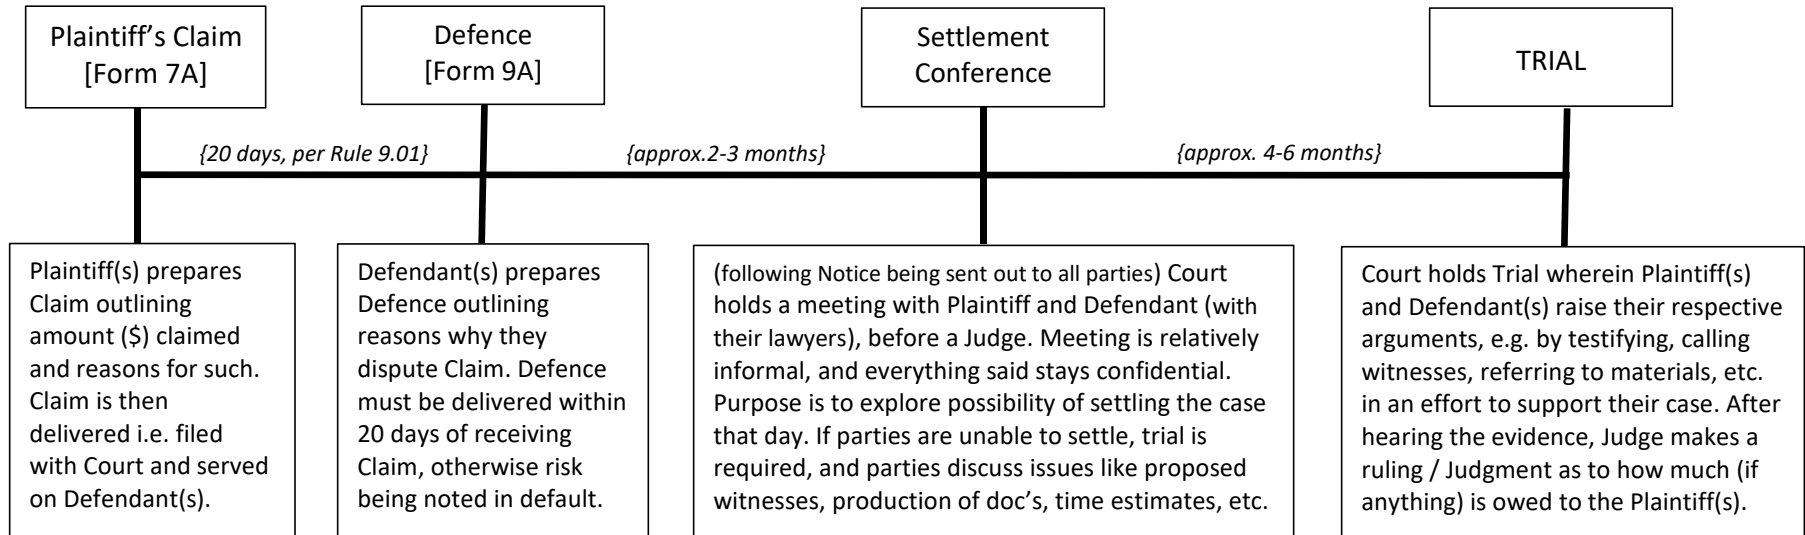 Plaintiff’s Claim
[Form 7A]
Defence
[Form 9A]
Settlement
Conference
TRIAL
{20 days, per Rule 9.01}
{approx.2-3 months}
{approx. 4-6 months}
Plaintiff(s) prepares
Claim outlining
amount ($) claimed
and reasons for such.
Claim is then
delivered i.e. filed
with Court and served
on Defendant(s).
Defendant(s) prepares
Defence outlining
reasons why they
dispute Claim. Defence
must be delivered within
20 days of receiving
Claim, otherwise risk
being noted in default.
(following Notice being sent out to all parties) Court
holds a meeting with Plaintiff and Defendant (with
their lawyers), before a Judge. Meeting is relatively
informal, and everything said stays confidential.
Purpose is to explore possibility of settling the case
that day. If parties are unable to settle, trial is
required, and parties discuss issues like proposed
witnesses, production of doc’s, time estimates, etc.
Court holds Trial wherein Plaintiff(s)
and Defendant(s) raise their respective
arguments, e.g. by testifying, calling
witnesses, referring to materials, etc.
in an effort to support their case. After
hearing the evidence, Judge makes a
ruling / Judgment as to how much (if
anything) is owed to the Plaintiff(s).